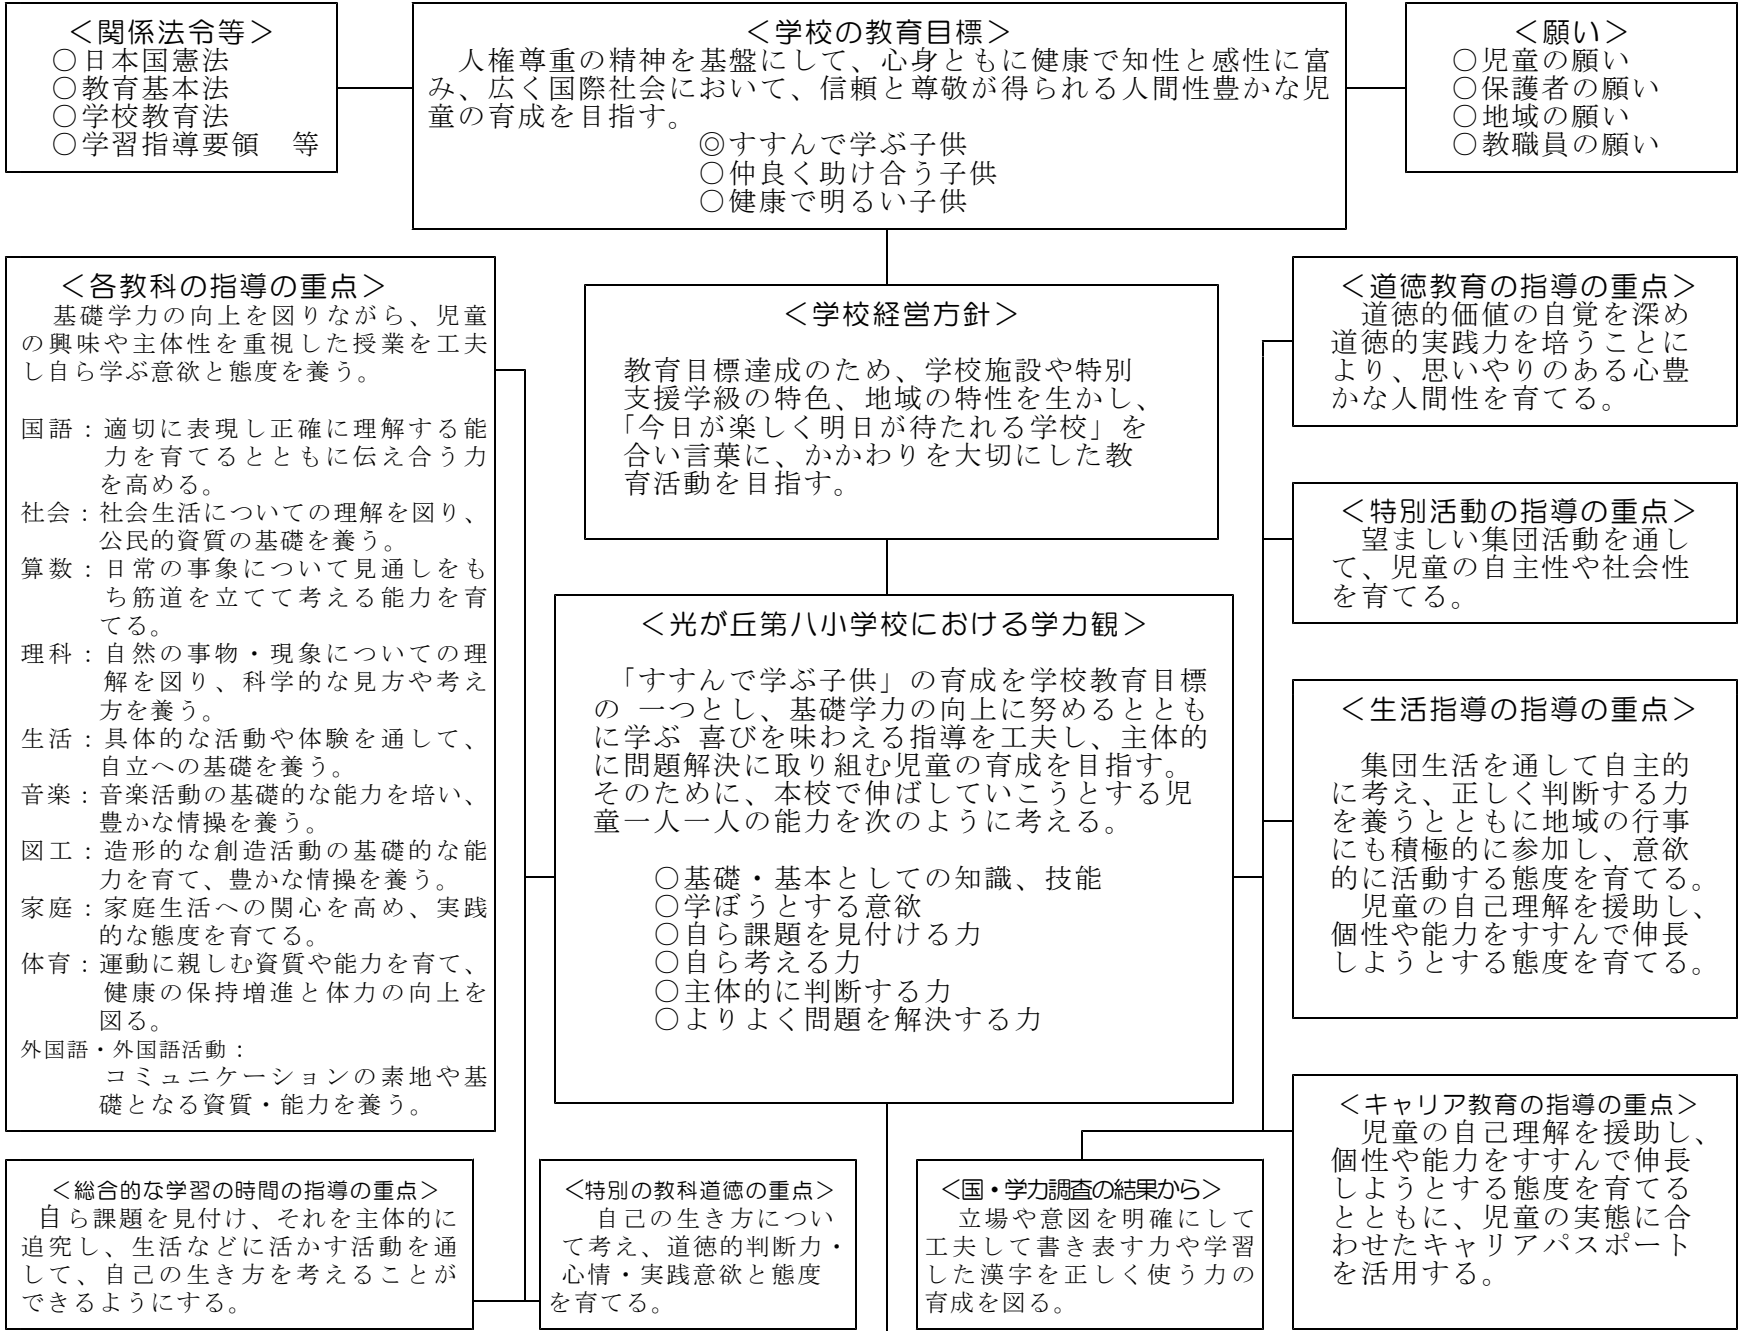 ＜関係法令等＞
○日本国憲法
○教育基本法
○学校教育法
○学習指導要領　等
＜学校の教育目標＞
人権尊重の精神を基盤にして、心身ともに健康で知性と感性に富
み、広く国際社会において、信頼と尊敬が得られる人間性豊かな児
童の育成を目指す。
◎すすんで学ぶ子供
○仲良く助け合う子供
○健康で明るい子供
＜願い＞
○児童の願い
○保護者の願い
○地域の願い
○教職員の願い
＜各教科の指導の重点＞
基礎学力の向上を図りながら、児童
の興味や主体性を重視した授業を工夫
し自ら学ぶ意欲と態度を養う。
国語：適切に表現し正確に理解する能
力を育てるとともに伝え合う力
を高める。
社会：社会生活についての理解を図り、
公民的資質の基礎を養う。
算数：日常の事象について見通しをも
ち筋道を立てて考える能力を育
てる。
理科：自然の事物・現象についての理
解を図り、科学的な見方や考え
方を養う。
生活：具体的な活動や体験を通して、
自立への基礎を養う。
音楽：音楽活動の基礎的な能力を培い、
豊かな情操を養う。
図工：造形的な創造活動の基礎的な能
力を育て、豊かな情操を養う。
家庭：家庭生活への関心を高め、実践
的な態度を育てる。
体育：運動に親しむ資質や能力を育て、
健康の保持増進と体力の向上を
図る。
外国語・外国語活動：
コミュニケーションの素地や基
礎となる資質・能力を養う。
＜学校経営方針＞
教育目標達成のため、学校施設や特別
支援学級の特色、地域の特性を生かし、
「今日が楽しく明日が待たれる学校」を
合い言葉に、かかわりを大切にした教
育活動を目指す。
＜光が丘第八小学校における学力観＞
「すすんで学ぶ子供」の育成を学校教育目標
の 一つとし、基礎学力の向上に努めるととも
に学ぶ 喜びを味わえる指導を工夫し、主体的
に問題解決に取り組む児童の育成を目指す。
そのために、本校で伸ばしていこうとする児
童一人一人の能力を次のように考える。
○基礎・基本としての知識、技能
○学ぼうとする意欲
○自ら課題を見付ける力
○自ら考える力
○主体的に判断する力
○よりよく問題を解決する力
＜道徳教育の指導の重点＞
道徳的価値の自覚を深め
道徳的実践力を培うことに
より、思いやりのある心豊
かな人間性を育てる。
＜特別活動の指導の重点＞
望ましい集団活動を通し
て、児童の自主性や社会性
を育てる。
＜生活指導の指導の重点＞
集団生活を通して自主的
に考え、正しく判断する力
を養うとともに地域の行事
にも積極的に参加し、意欲
的に活動する態度を育てる。
児童の自己理解を援助し、
個性や能力をすすんで伸長
しようとする態度を育てる。
＜キャリア教育の指導の重点＞
児童の自己理解を援助し、
個性や能力をすすんで伸長
しようとする態度を育てる
とともに、児童の実態に合
わせたキャリアパスポート
を活用する。
＜総合的な学習の時間の指導の重点＞
自ら課題を見付け、それを主体的に
追究し、生活などに活かす活動を通
して、自己の生き方を考えることが
できるようにする。
＜特別の教科道徳の重点＞
自己の生き方につい
て考え、道徳的判断力・
心情・実践意欲と態度
を育てる。
＜国・学力調査の結果から＞
立場や意図を明確にして
工夫して書き表す力や学習
した漢字を正しく使う力の
育成を図る。